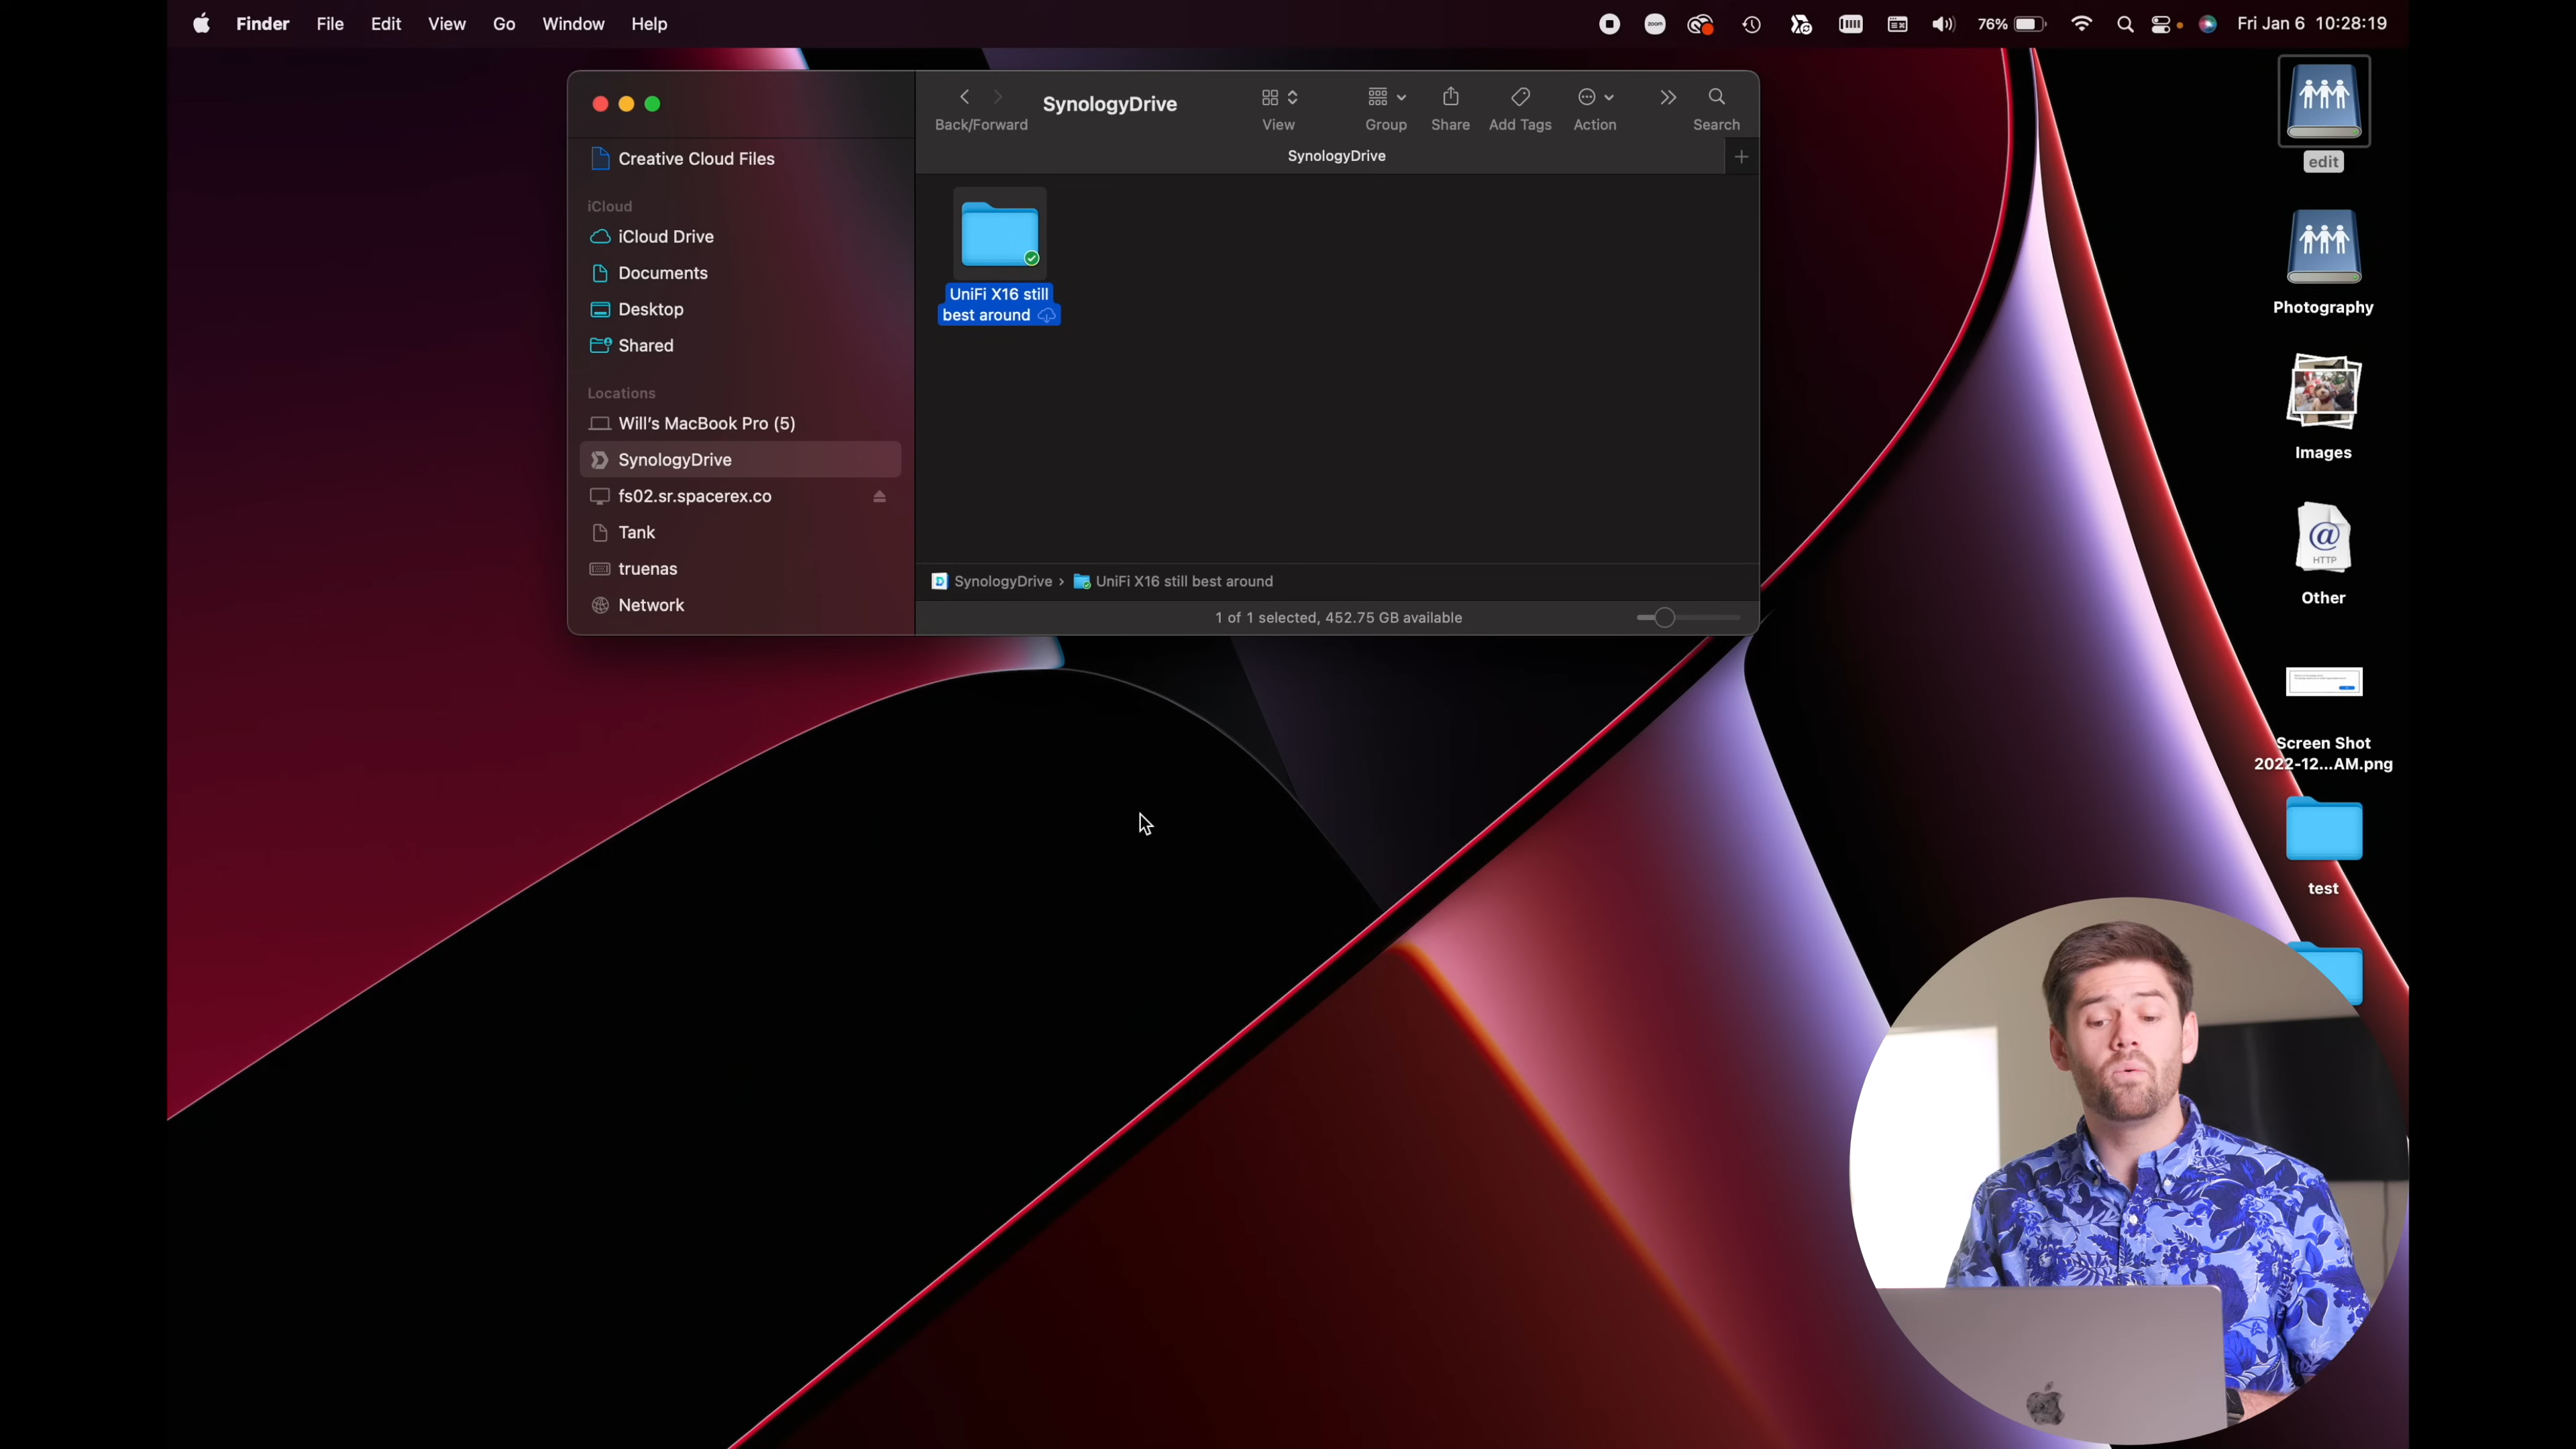 Finder File Edit View Go Window Help
zoom
76%
Fri Jan 6 10:28:19
Back/Forward
SynologyDrive
View
Group
Share
Add Tags
Action
Search
SynologyDrive
Creative Cloud Files
iCloud
iCloud Drive
Documents
Desktop
Shared
Locations
Will's MacBook Pro (5)
SynologyDrive
fs02.sr.spacerex.co
Tank
truenas
Network
UniFi X16 still
best around
SynologyDrive › UniFi X16 still best around
1 of 1 selected, 452.75 GB available
edit
Photography
Images
@
HTTP
Other
Screen Shot
2022-12...AM.png
test